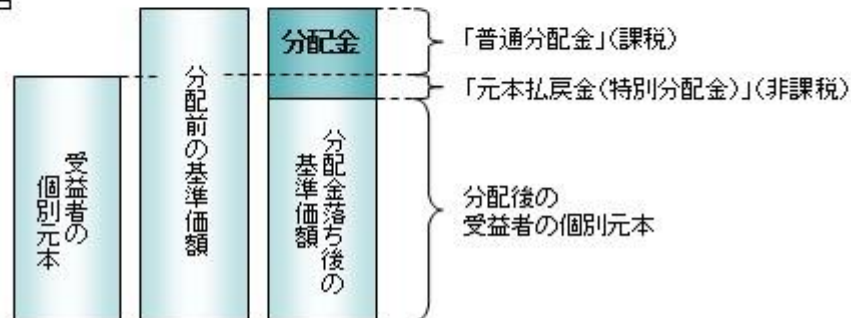 受益者の
個別元本
分配前の基準価額
分配金
分配金落ち後の
基準価額
「普通分配金」(課税)
「元本払戻金(特別分配金)」(非課税)
分配後の
受益者の個別元本